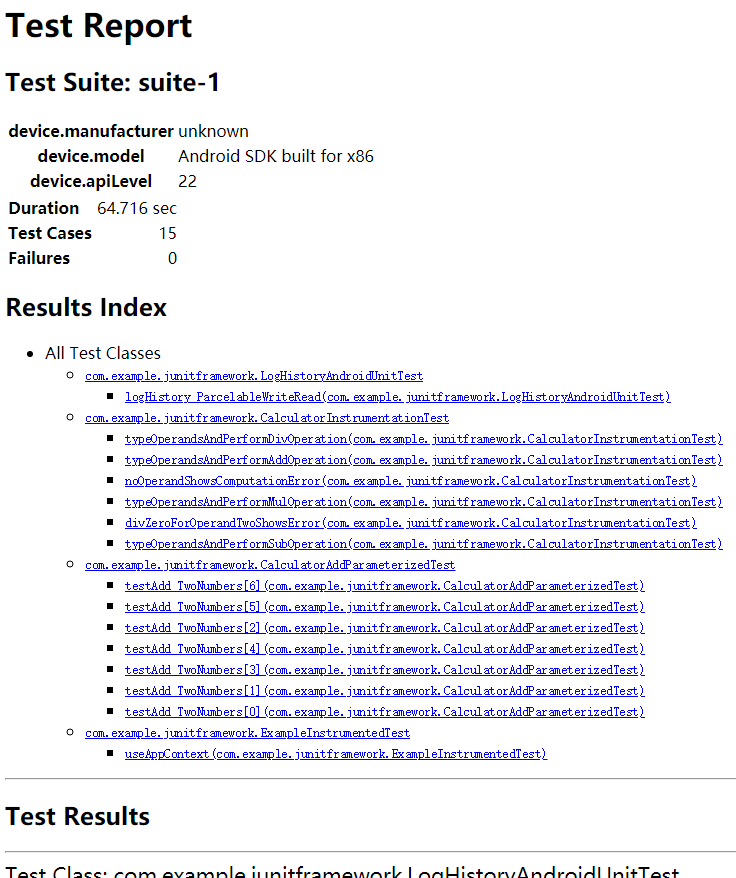 Test Report
Test Suite: suite-1
device.manufacturer unknown
device.model Android SDK built for x86
device.apiLevel 22
Duration 64.716 sec
Test Cases 15
Failures 0
Results Index
All Test Classes
com.example.junitframework.LogHistoryAndroidUnitTest
logHistory_ParcelableWriteRead(com.example.junitframework.LogHistoryAndroidUnitTest)
com.example.junitframework.CalculatorInstrumentationTest
typeOperandsAndPerformDivOperation(com.example.junitframework.CalculatorInstrumentationTest)
typeOperandsAndPerformAddOperation(com.example.junitframework.CalculatorInstrumentationTest)
noOperandShowsComputationError(com.example.junitframework.CalculatorInstrumentationTest)
typeOperandsAndPerformMulOperation(com.example.junitframework.CalculatorInstrumentationTest)
divZeroForOperandTwoShowsError(com.example.junitframework.CalculatorInstrumentationTest)
typeOperandsAndPerformSubOperation(com.example.junitframework.CalculatorInstrumentationTest)
com.example.junitframework.CalculatorAddParameterizedTest
testAdd_TwoNumbers[6](com.example.junitframework.CalculatorAddParameterizedTest)
testAdd_TwoNumbers[5](com.example.junitframework.CalculatorAddParameterizedTest)
testAdd_TwoNumbers[2](com.example.junitframework.CalculatorAddParameterizedTest)
testAdd_TwoNumbers[4](com.example.junitframework.CalculatorAddParameterizedTest)
testAdd_TwoNumbers[3](com.example.junitframework.CalculatorAddParameterizedTest)
testAdd_TwoNumbers[1](com.example.junitframework.CalculatorAddParameterizedTest)
testAdd_TwoNumbers[0](com.example.junitframework.CalculatorAddParameterizedTest)
com.example.junitframework.ExampleInstrumentedTest
useAppContext(com.example.junitframework.ExampleInstrumentedTest)
Test Results
Test Class: com.example.junitframework.LogHistoryAndroidUnitTest